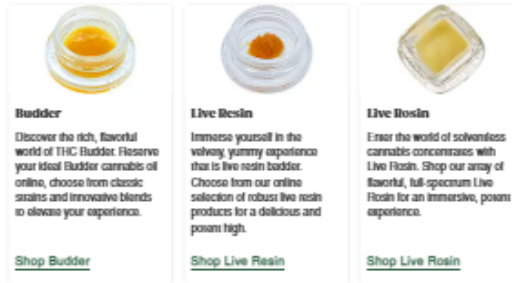 Budder
Discover the rich, flavorful
world of THC Budder. Reserve
your ideal Budder cannabis oil
online, choose from classic
strains and innovative blends
to elevate your experience.
Shop Budder
Live Resin
Immerse yourself in the
velvety, yummy experience
that is live resin badder.
Choose from our online
selection of robust live resin
products for a delicious and
potent high.
Shop Live Resin
Live Rosin
Enter the world of solventless
cannabis concentrates with
Live Rosin. Shop our array of
flavorful, full-spectrum Live
Rosin for an immersive, potent
experience.
Shop Live Rosin